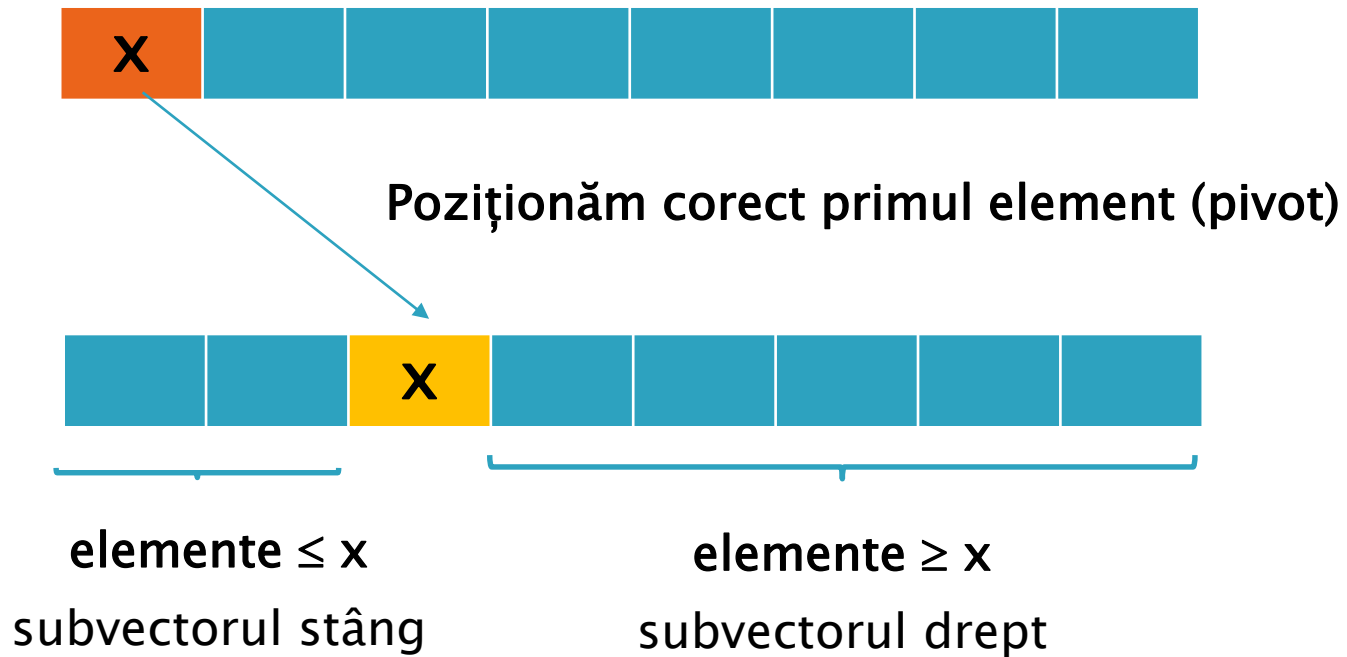 x
Poziționăm corect primul element (pivot)
x
elemente ≤ x
elemente ≥ x
subvectorul stâng
subvectorul drept